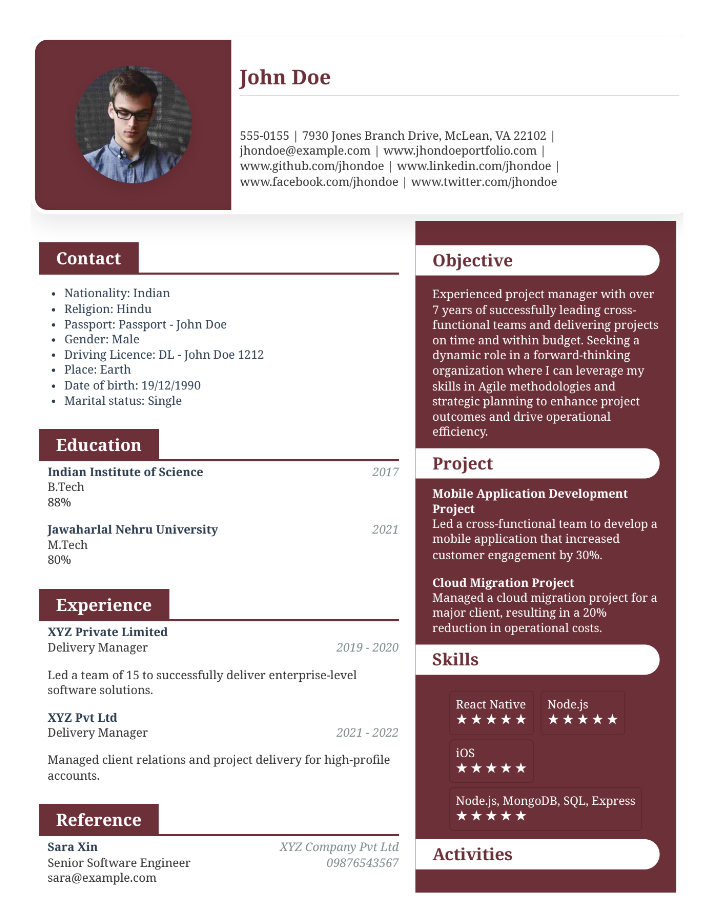 John Doe
555-0155 | 7930 Jones Branch Drive, McLean, VA 22102 |
jhondoe@example.com | www.jhondoeportfolio.com |
www.github.com/jhondoe | www.linkedin.com/jhondoe |
www.facebook.com/jhondoe | www.twitter.com/jhondoe
Contact
• Nationality: Indian
• Religion: Hindu
• Passport: Passport - John Doe
• Gender: Male
• Driving Licence: DL - John Doe 1212
• Place: Earth
• Date of birth: 19/12/1990
• Marital status: Single
Education
Indian Institute of Science 2017
B.Tech
88%
Jawaharlal Nehru University 2021
M.Tech
80%
Experience
XYZ Private Limited
Delivery Manager 2019 - 2020
Led a team of 15 to successfully deliver enterprise-level
software solutions.
XYZ Pvt Ltd
Delivery Manager 2021 - 2022
Managed client relations and project delivery for high-profile
accounts.
Reference
Sara Xin XYZ Company Pvt Ltd
Senior Software Engineer 09876543567
sara@example.com
Objective
Experienced project manager with over
7 years of successfully leading cross-
functional teams and delivering projects
on time and within budget. Seeking a
dynamic role in a forward-thinking
organization where I can leverage my
skills in Agile methodologies and
strategic planning to enhance project
outcomes and drive operational
efficiency.
Project
Mobile Application Development
Project
Led a cross-functional team to develop a
mobile application that increased
customer engagement by 30%.
Cloud Migration Project
Managed a cloud migration project for a
major client, resulting in a 20%
reduction in operational costs.
Skills
React Native Node.js
★★★★★ ★★★★★
iOS
★★★★★
Node.js, MongoDB, SQL, Express
★★★★★
Activities